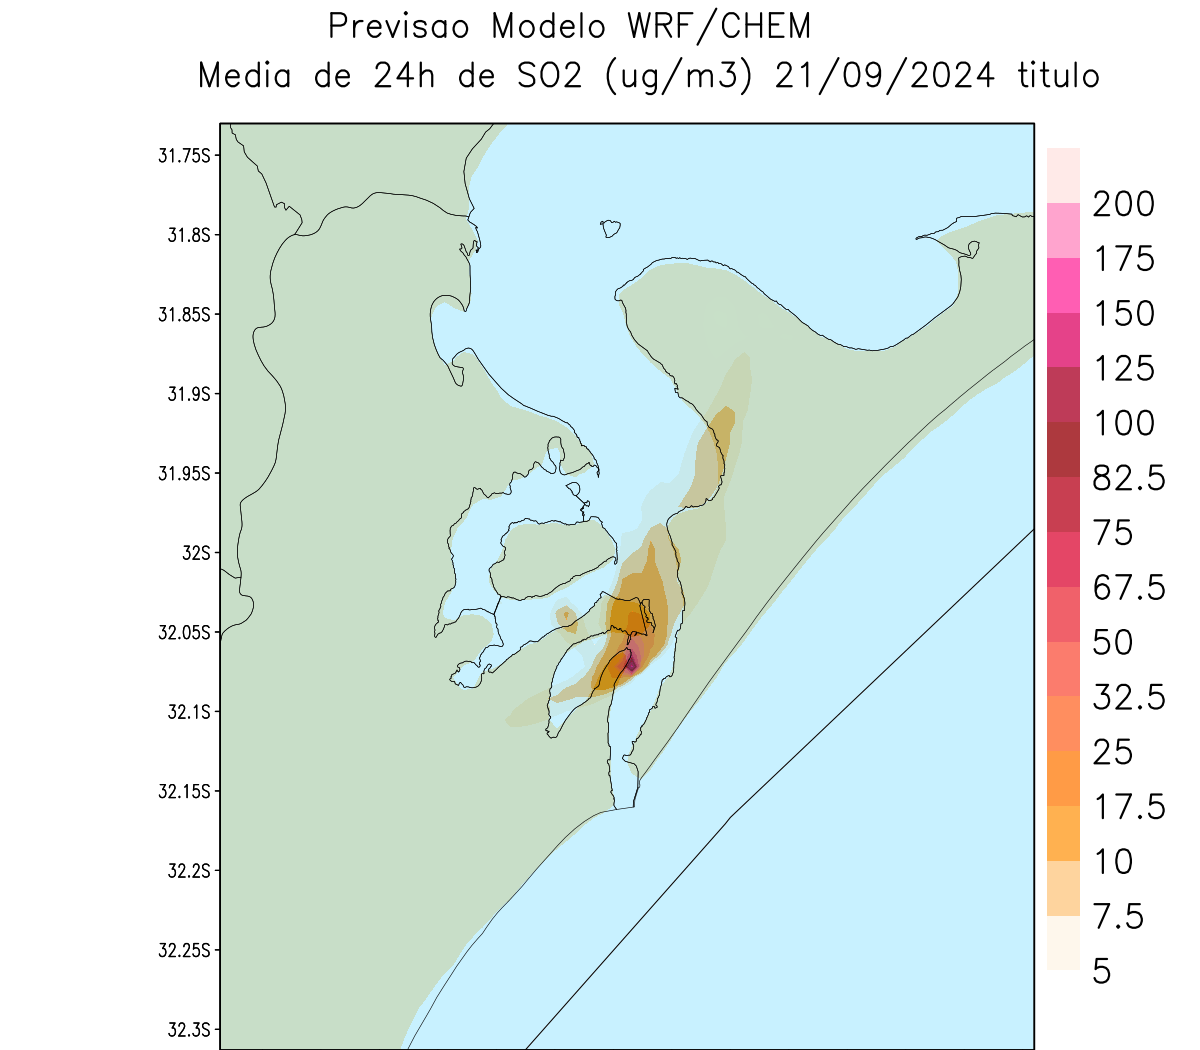 Previsao Modelo WRF/CHEM
Media de 24h de SO2 (ug/m3) 21/09/2024 titulo
31.75S
31.8S
31.85S
31.9S
31.95S
32S
32.05S
32.1S
32.15S
32.2S
32.25S
32.3S
200
175
150
125
100
82.5
75
67.5
50
32.5
25
17.5
10
7.5
5